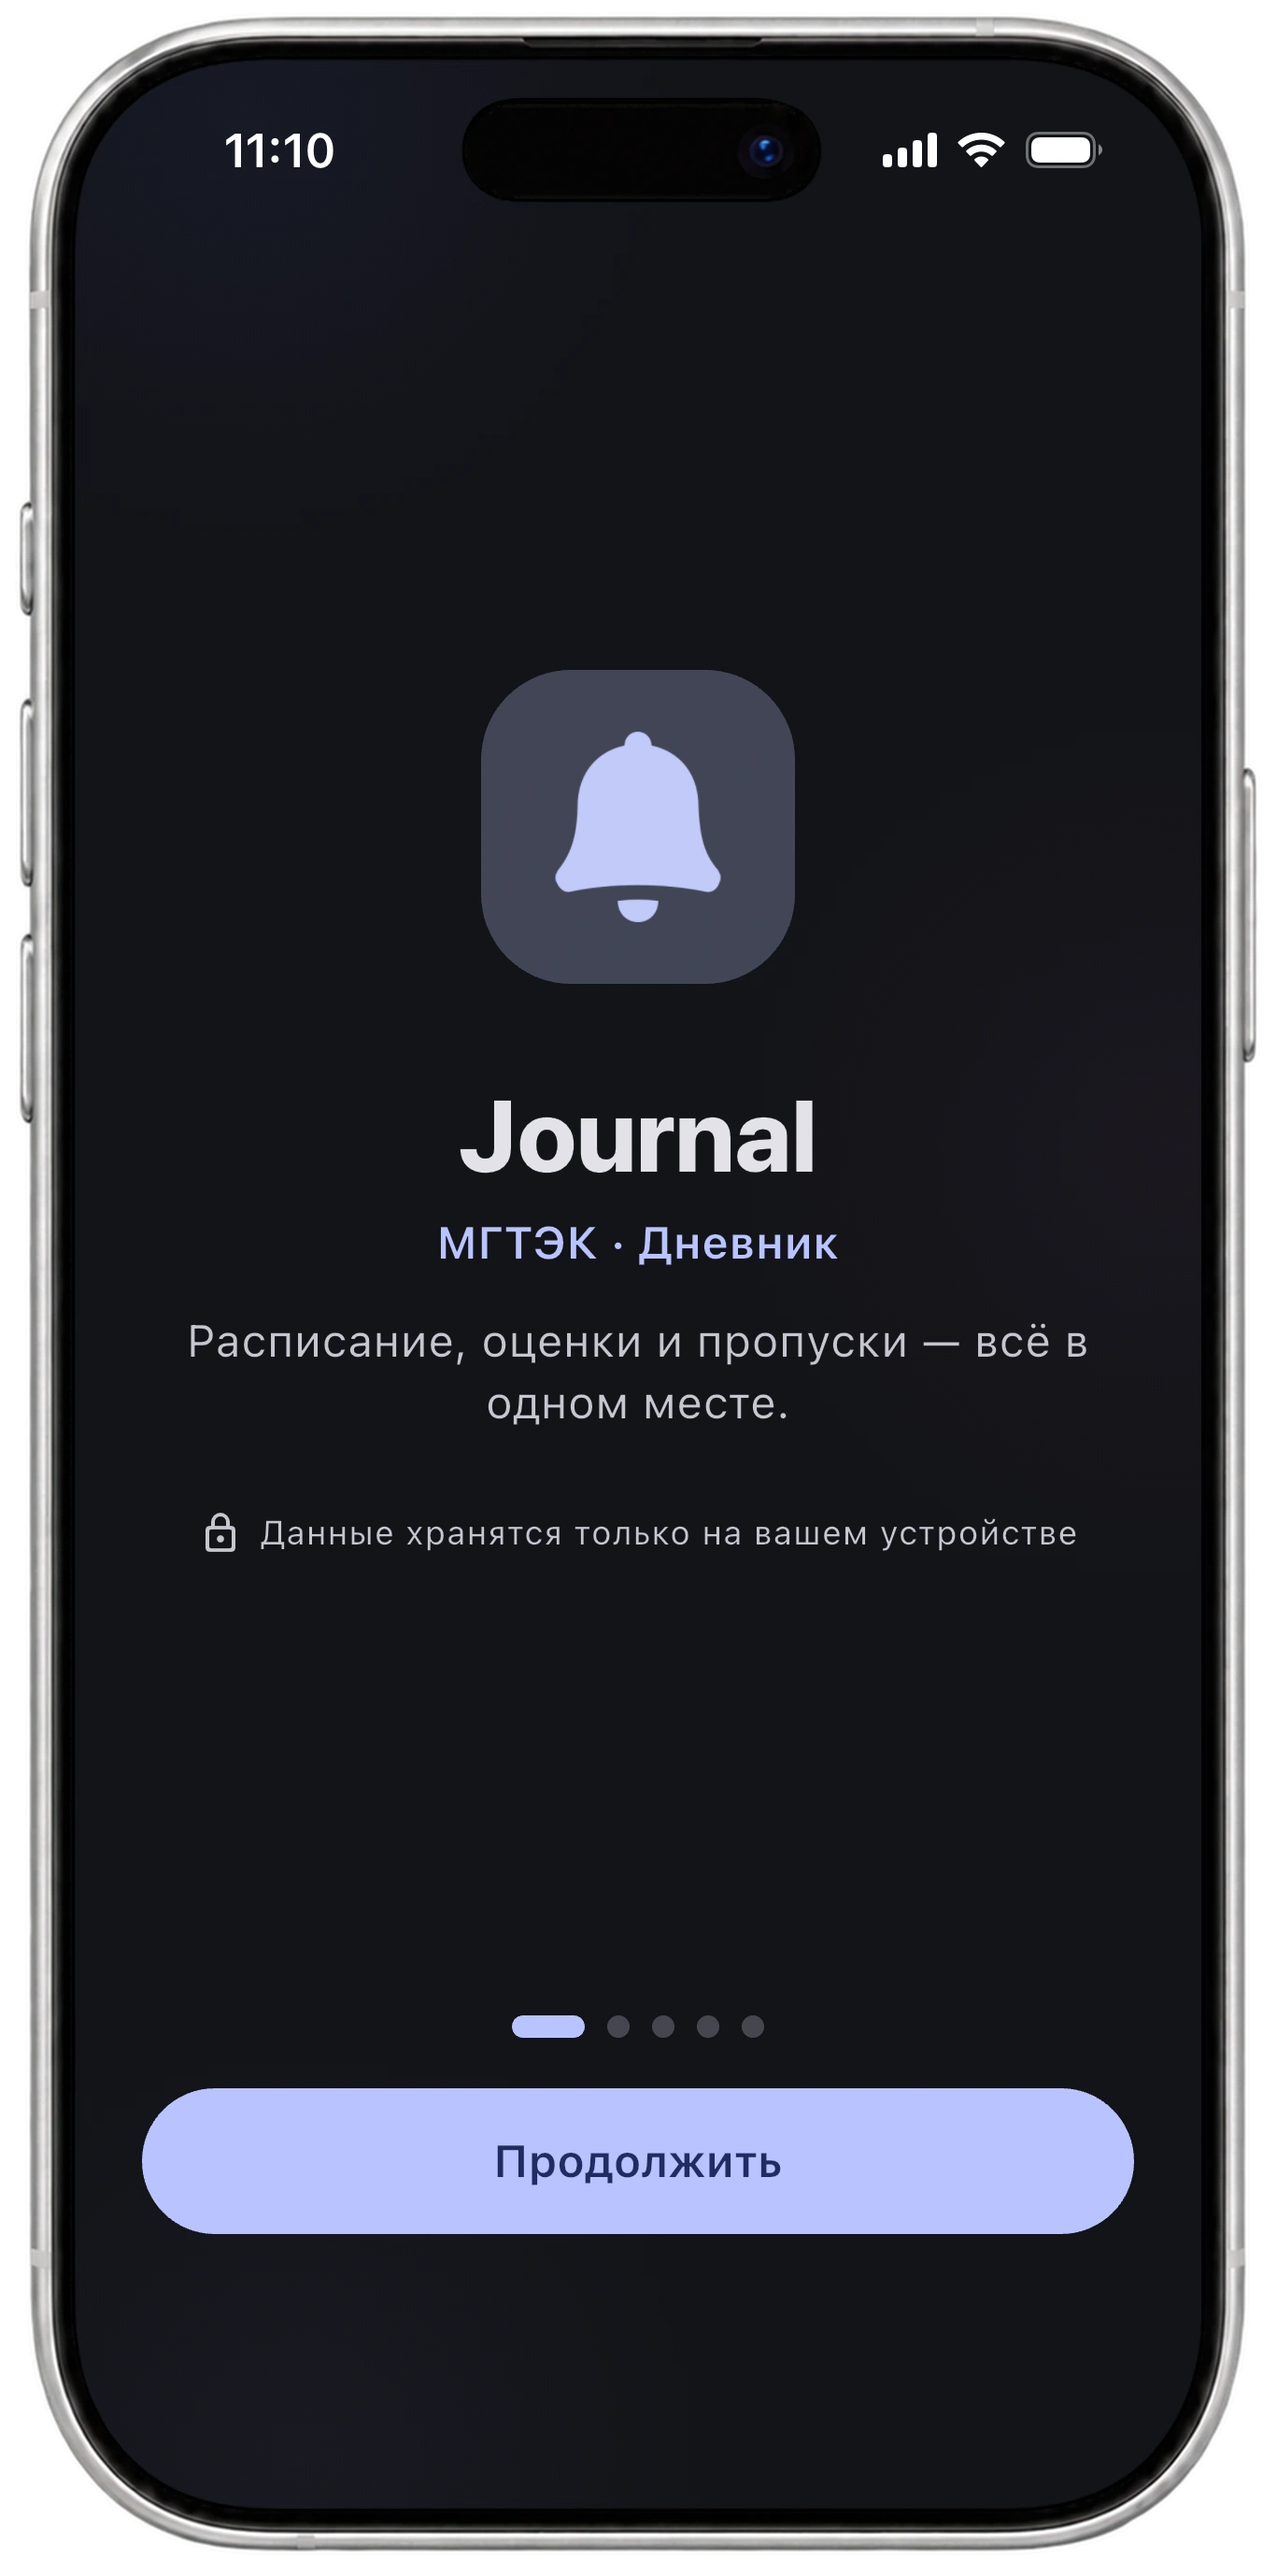 11:10
Journal
МГТЭК · Дневник
Расписание, оценки и пропуски — всё в
одном месте.
Данные хранятся только на вашем устройстве
Продолжить